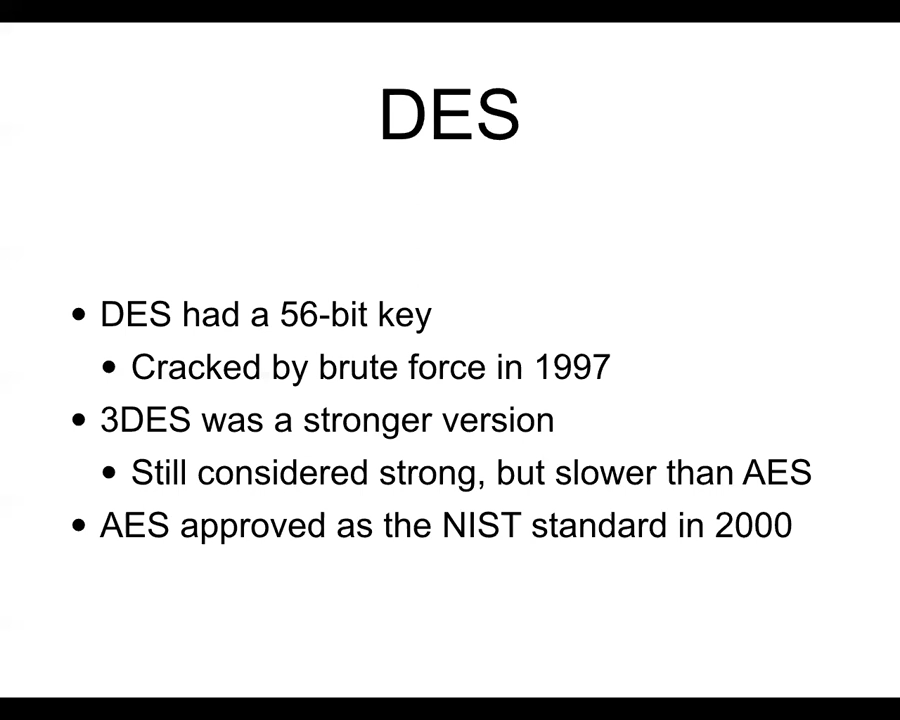 DES
• DES had a 56-bit key
• Cracked by brute force in 1997
• 3DES was a stronger version
• Still considered strong, but slower than AES
• AES approved as the NIST standard in 2000